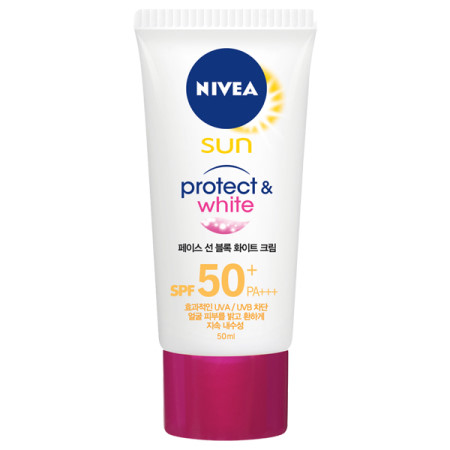 NIVEA
sun
protect &
white
페이스 선 블록 화이트 크림
SPF 50+ PA+++
효과적인 UVA / UVB 차단
얼굴 피부를 밝고 환하게
지속 내수성
50ml